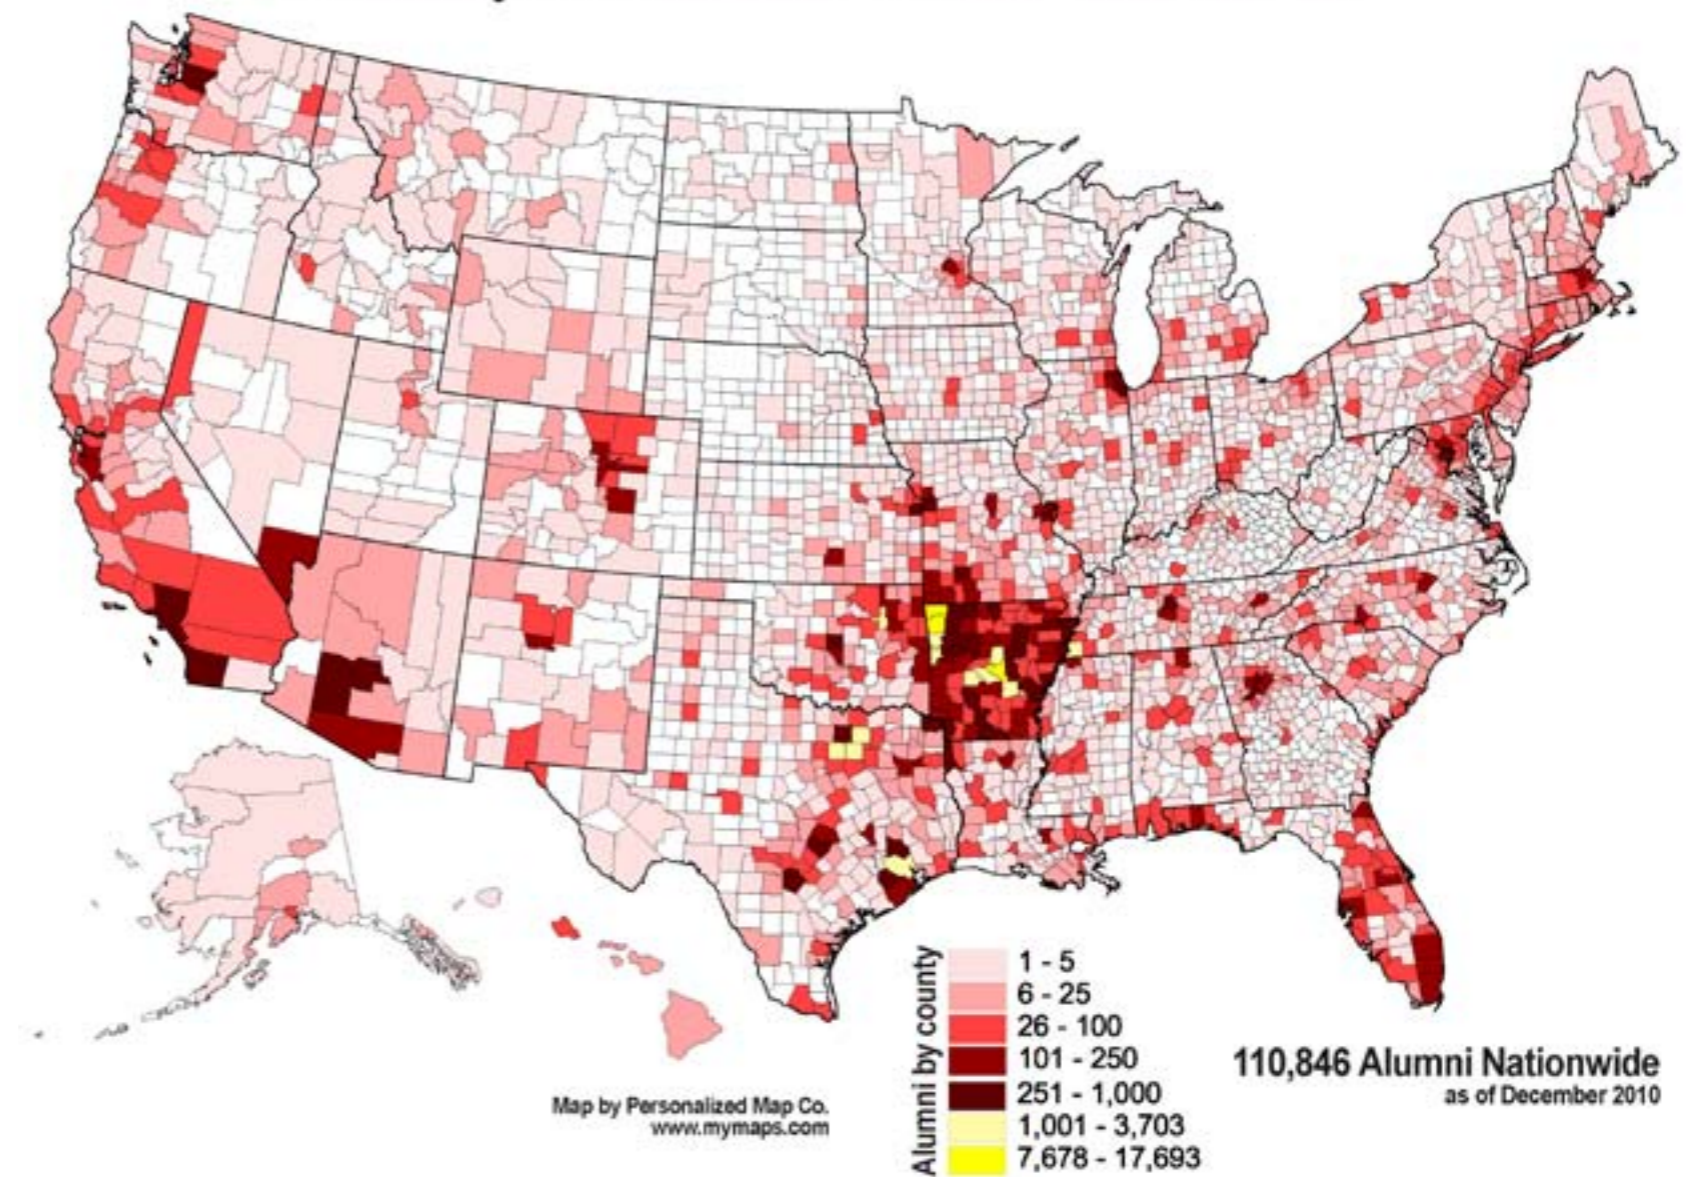 Alumni by county
1 - 5
6 - 25
26 - 100
101 - 250
251 - 1,000
1,001 - 3,703
7,678 - 17,693
110,846 Alumni Nationwide
as of December 2010
Map by Personalized Map Co.
www.mymaps.com